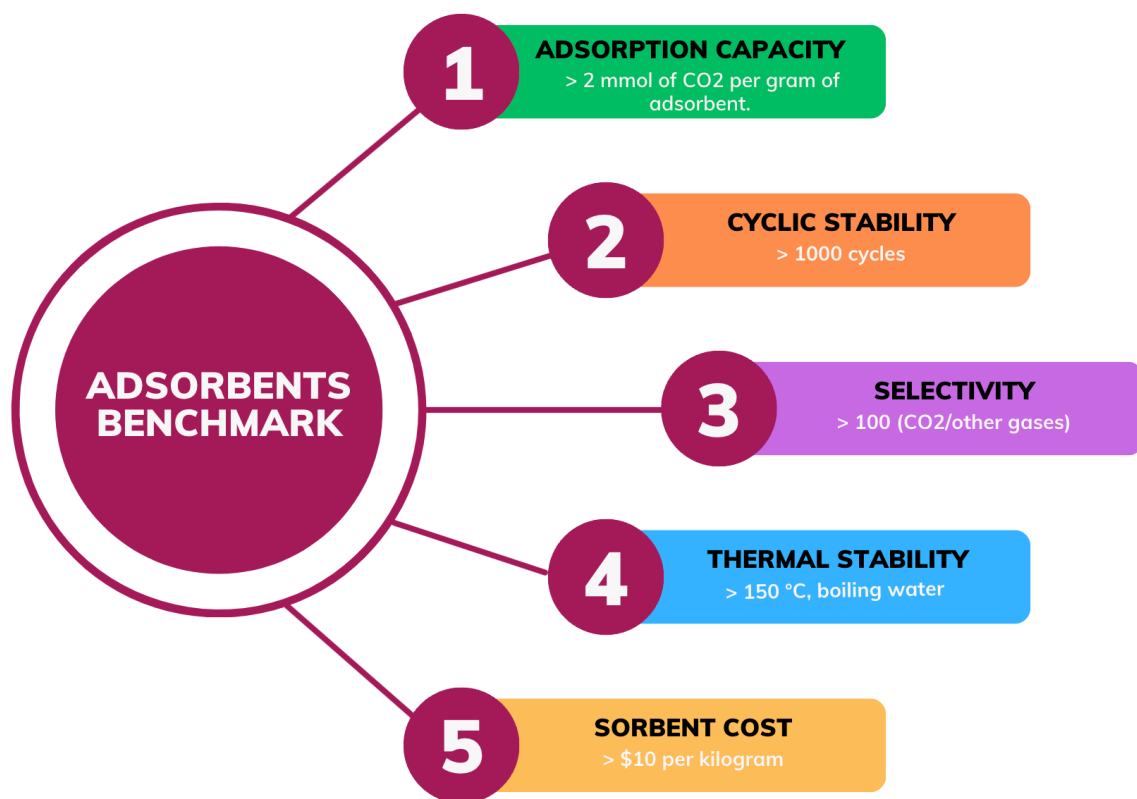 1
ADSORPTION CAPACITY
> 2 mmol of CO2 per gram of
adsorbent.
2
CYCLIC STABILITY
> 1000 cycles
ADSORBENTS
BENCHMARK
3
SELECTIVITY
> 100 (CO2/other gases)
4
THERMAL STABILITY
> 150 °C, boiling water
5
SORBENT COST
> $10 per kilogram